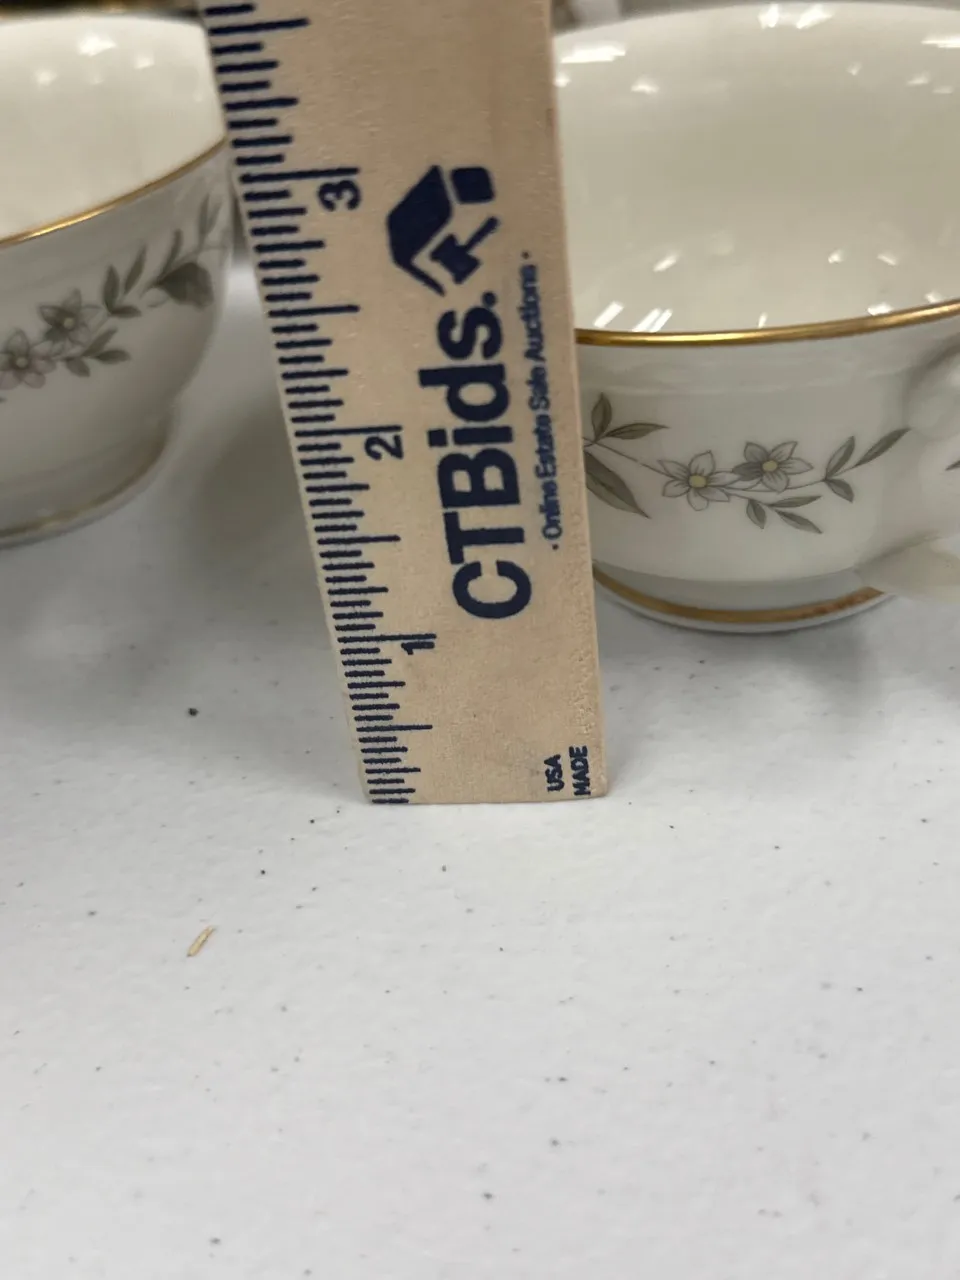 3
2
1
CTBids.
· Online Estate Sale Auctions ·
USA
MADE